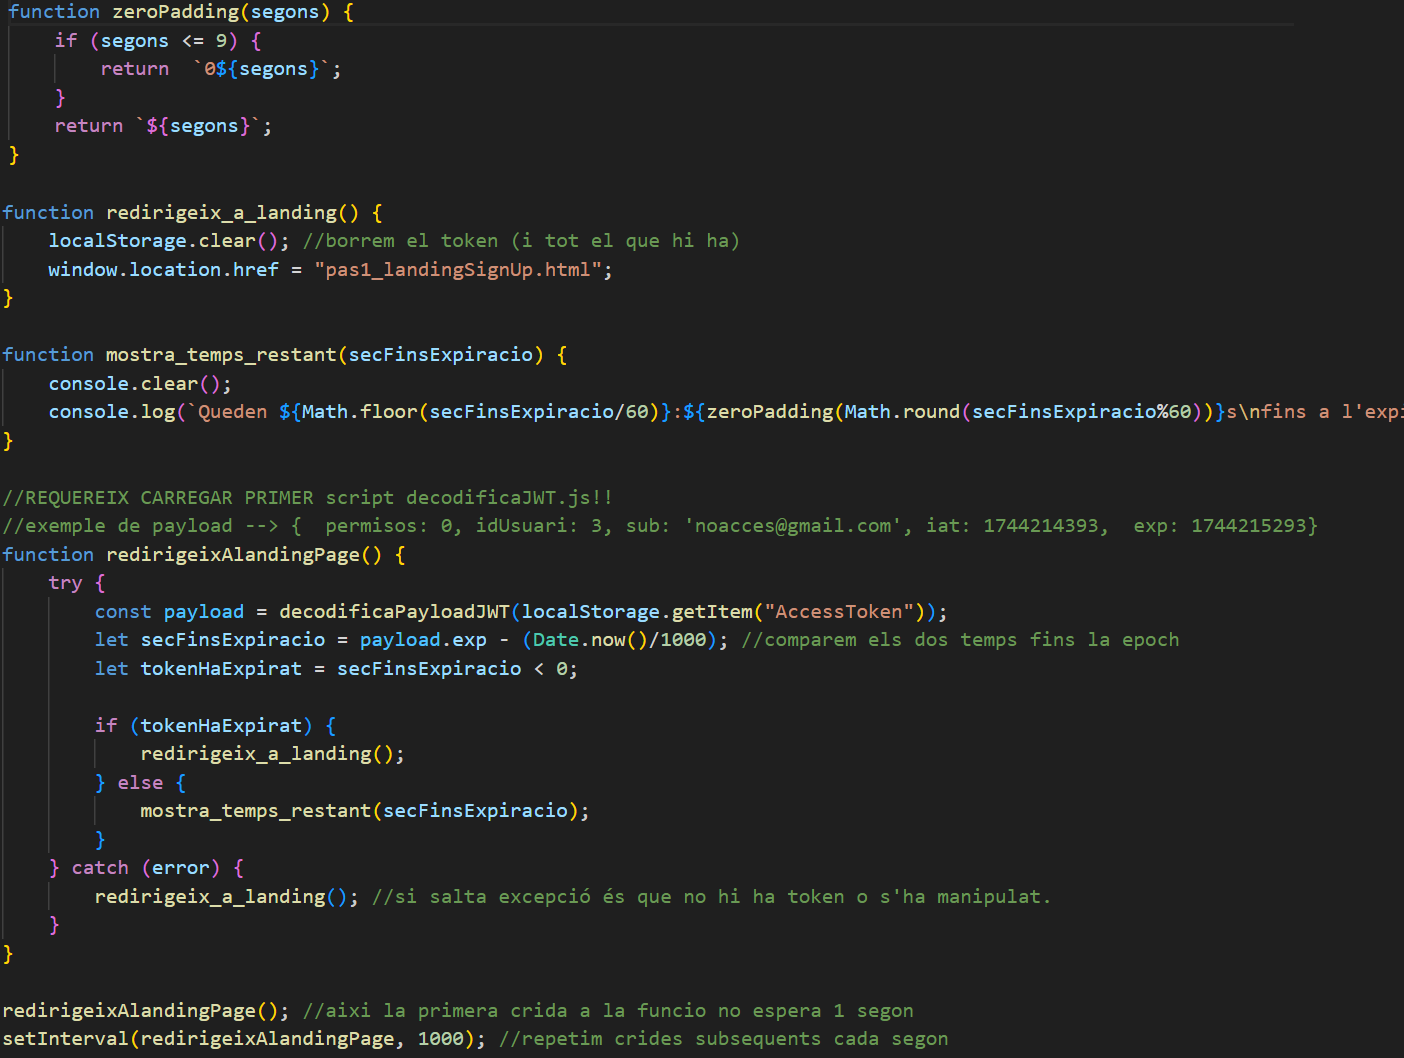 function zeroPadding(segons) {
    if (segons <= 9) {
        return  `0${segons}`;
    }
    return `${segons}`;
}

function redirigeix_a_landing() {
    localStorage.clear(); //borrem el token (i tot el que hi ha)
    window.location.href = "pas1_landingSignUp.html";
}

function mostra_temps_restant(secFinsExpiracio) {
    console.clear();
    console.log(`Queden ${Math.floor(secFinsExpiracio/60)}:${zeroPadding(Math.round(secFinsExpiracio%60))}s\nfins a l'exp
}

//REQUEREIX CARREGAR PRIMER script decodificaJWT.js!!
//exemple de payload --> {  permisos: 0, idUsuari: 3, sub: 'noacces@gmail.com', iat: 1744214393,  exp: 1744215293}
function redirigeixAlandingPage() {
    try {
        const payload = decodificaPayloadJWT(localStorage.getItem("AccessToken"));
        let secFinsExpiracio = payload.exp - (Date.now()/1000); //comparem els dos temps fins la epoch
        let tokenHaExpirat = secFinsExpiracio < 0;

        if (tokenHaExpirat) {
            redirigeix_a_landing();
        } else {
            mostra_temps_restant(secFinsExpiracio);
        }
    } catch (error) {
        redirigeix_a_landing(); //si salta excepció és que no hi ha token o s'ha manipulat.
    }
}

redirigeixAlandingPage(); //aixi la primera crida a la funcio no espera 1 segon
setInterval(redirigeixAlandingPage, 1000); //repetim crides subsequents cada segon